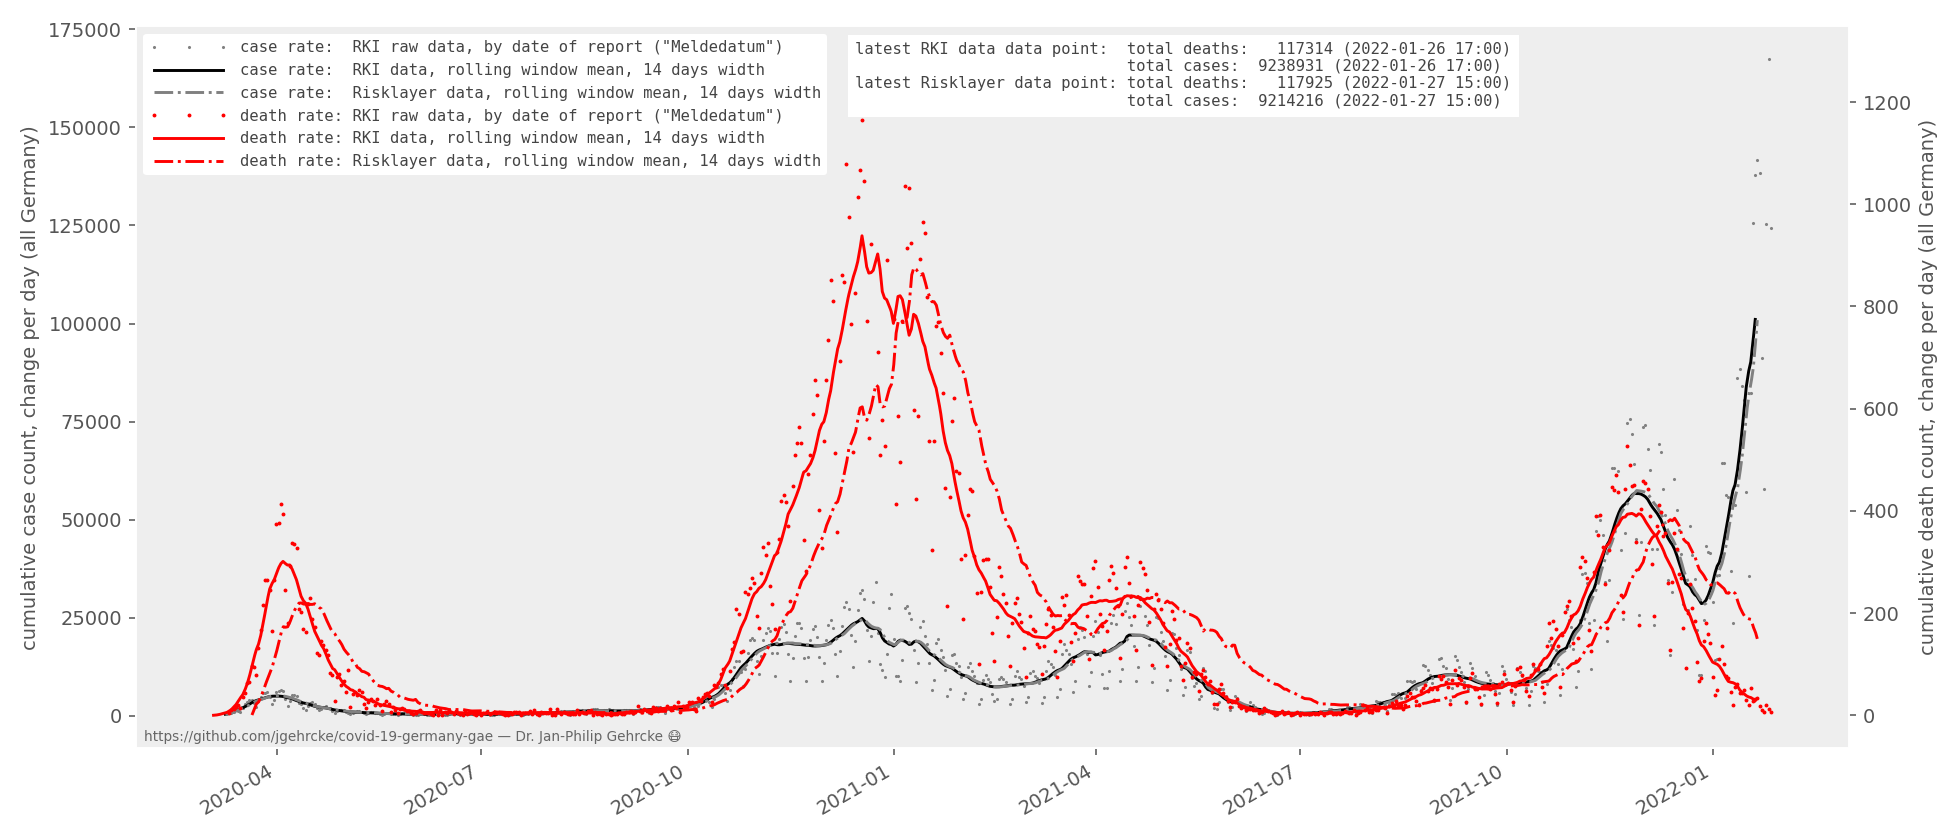 175000
150000
125000
100000
75000
50000
25000
0
cumulative case count, change per day (all Germany)
case rate:  RKI raw data, by date of report ("Meldedatum")
case rate:  RKI data, rolling window mean, 14 days width
case rate:  Risklayer data, rolling window mean, 14 days width
death rate: RKI raw data, by date of report ("Meldedatum")
death rate: RKI data, rolling window mean, 14 days width
death rate: Risklayer data, rolling window mean, 14 days width
latest RKI data data point:  total deaths:   117314 (2022-01-26 17:00)
total cases:  9238931 (2022-01-26 17:00)
latest Risklayer data point: total deaths:   117925 (2022-01-27 15:00)
total cases:  9214216 (2022-01-27 15:00)
1200
1000
800
600
400
200
0
cumulative death count, change per day (all Germany)
https://github.com/jgehrcke/covid-19-germany-gae — Dr. Jan-Philip Gehrcke 😷
2020-04
2020-07
2020-10
2021-01
2021-04
2021-07
2021-10
2022-01